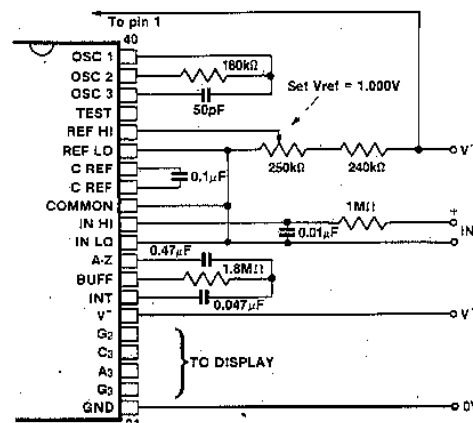 To pin 1
40
OSC 1
OSC 2
OSC 3
TEST
REF HI
REF LO
C REF
C REF
COMMON
IN HI
IN LO
A-Z
BUFF
INT
V⁻
G₂
C₃
A₃
G₃
GND
21
180kΩ
50pF
Set Vref = 1.000V
250kΩ
240kΩ
0.1µF
1MΩ
0.01µF
0.47µF
1.8MΩ
0.047µF
TO DISPLAY
+
IN
-
0V